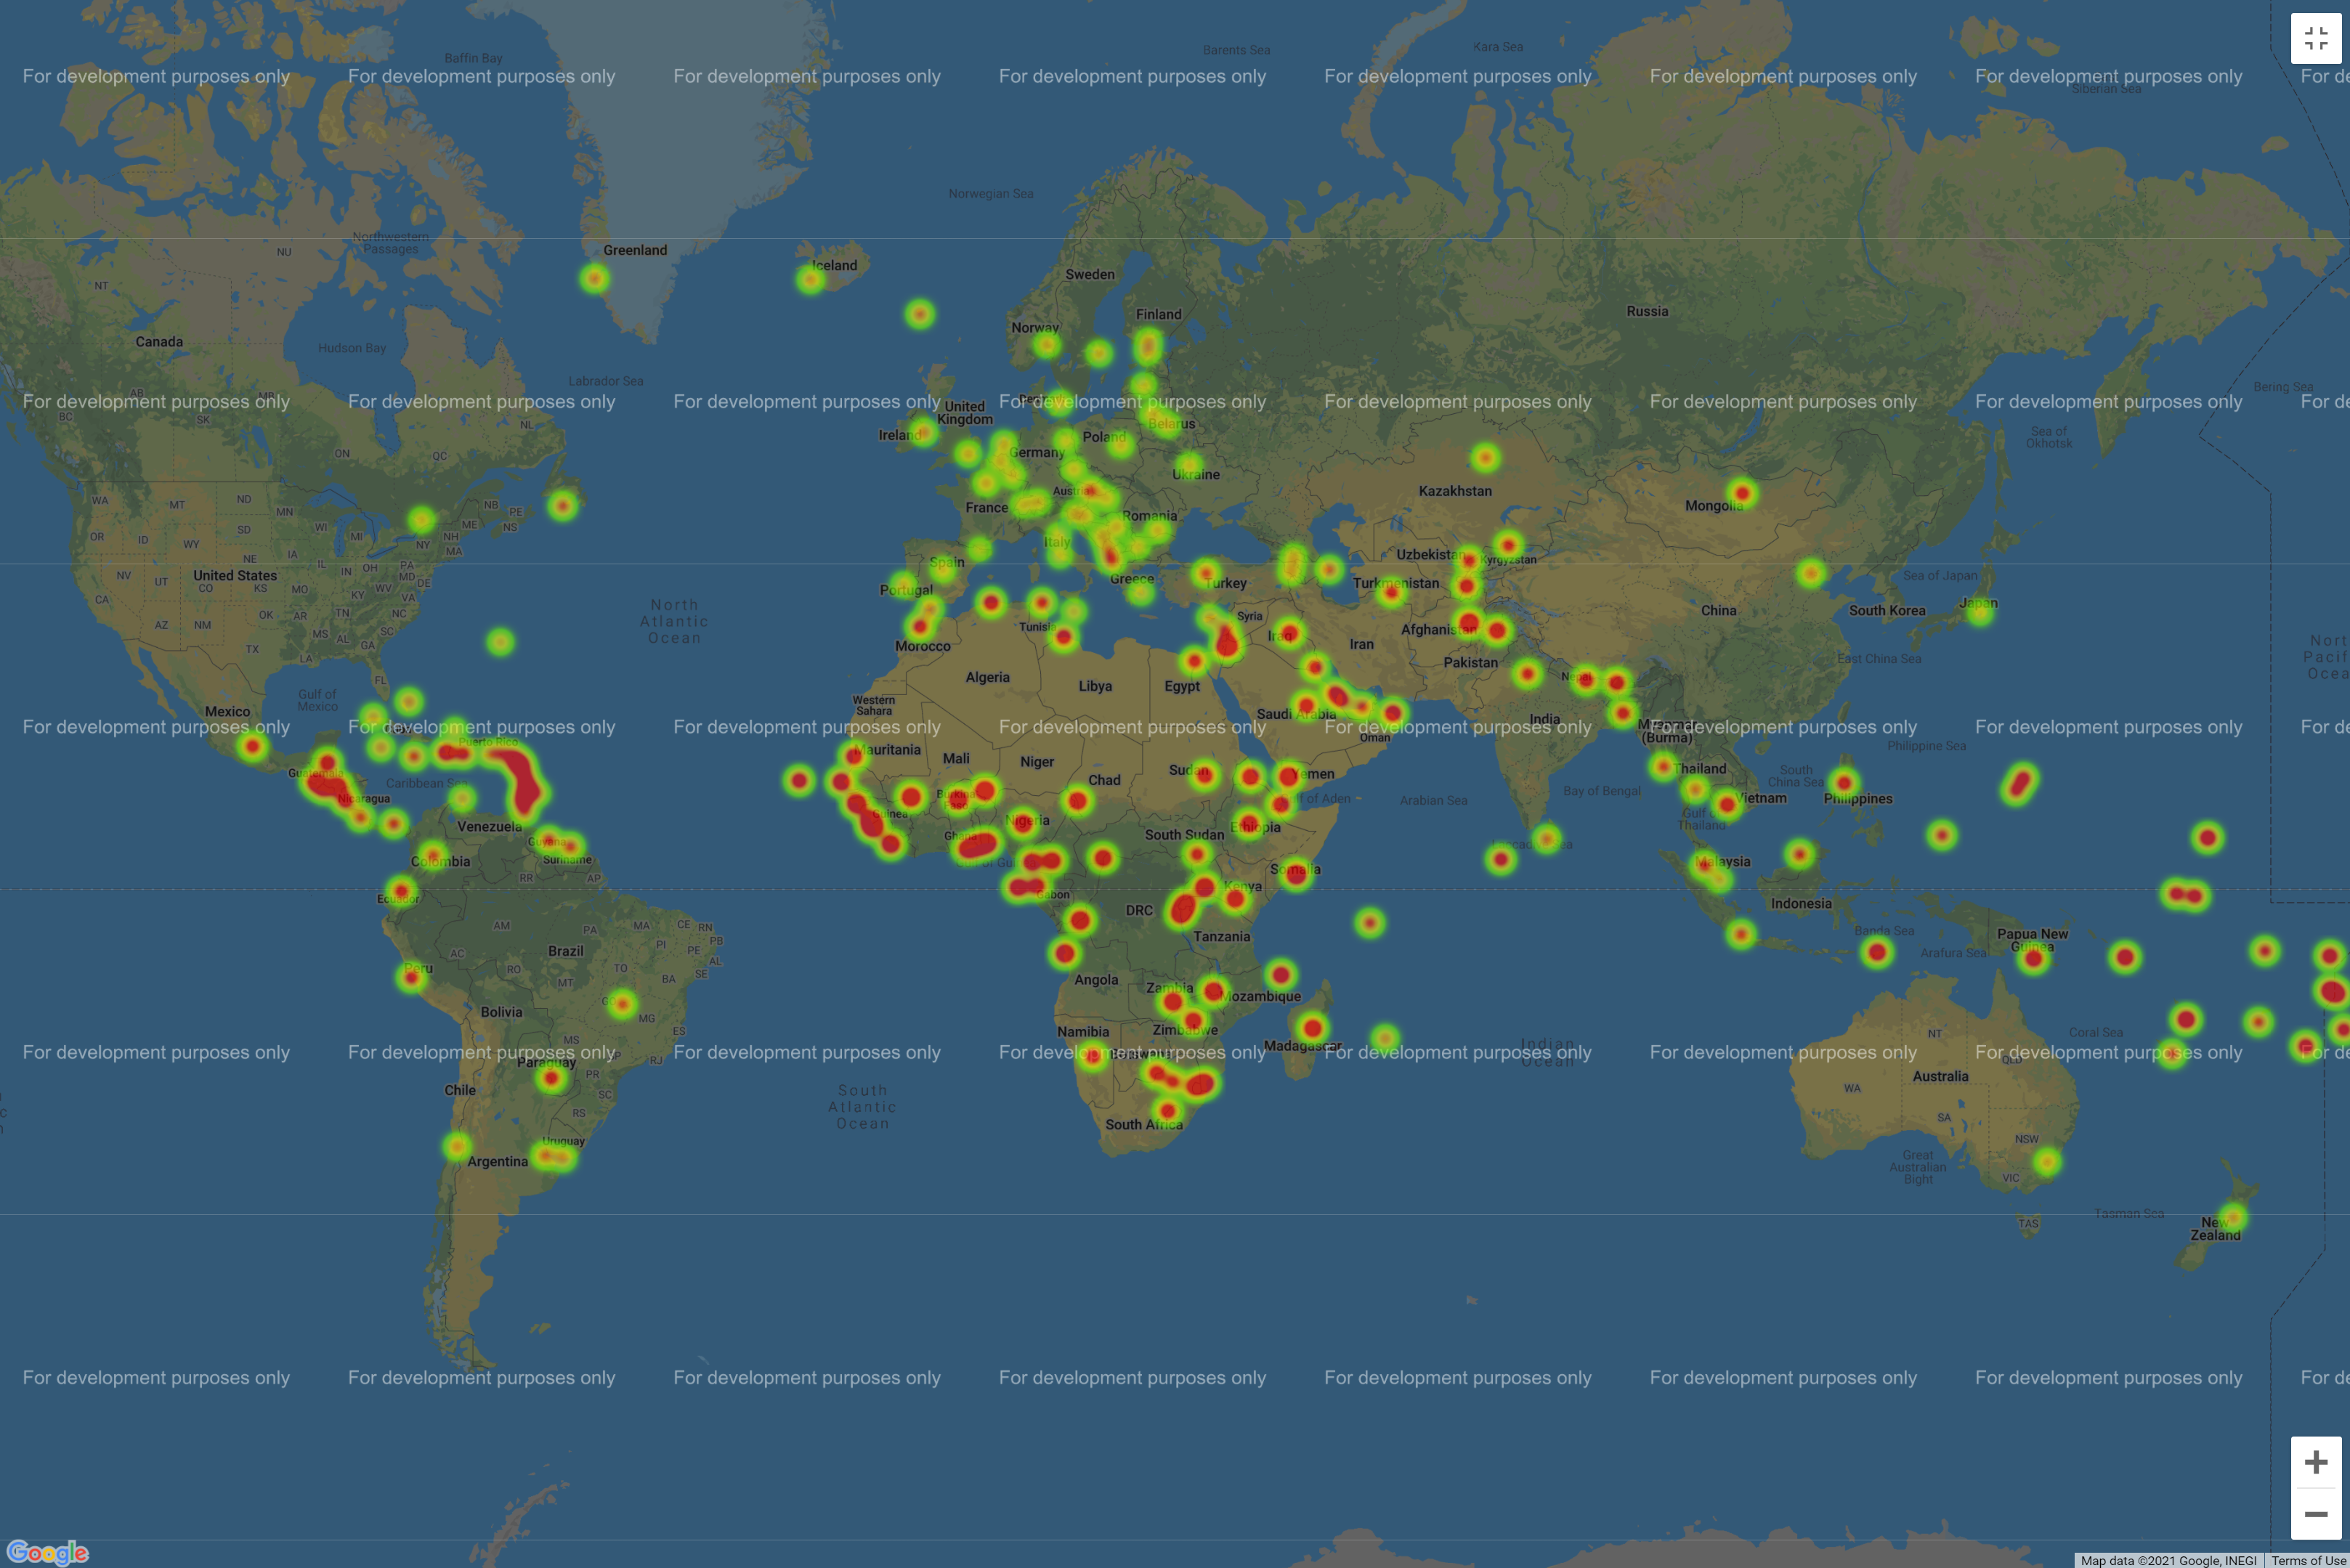 Baffin Bay
Barents Sea
Kara Sea
For development purposes only For development purposes only For development purposes only For development purposes only For development purposes only For development purposes only For development purposes only For de
Siberian Sea
Norwegian Sea
Northwestern
Passages
NU
Greenland
Iceland
Sweden
NT
Finland
Russia
Norway
Canada
Hudson Bay
Labrador Sea
Bering Sea
For development purposes only For development purposes only For development purposes only For development purposes only For development purposes only For development purposes only For development purposes only For de
AB
MB
BC
SK
NL
United
Kingdom
Ireland
Belarus
Poland
Germany
Sea of
Okhotsk
ON
QC
Ukraine
Kazakhstan
Mongolia
Austria
France
Romania
WA
MT
ND
MN
NB
PE
NS
OR
ID
SD
WI
MI
ME
NY
NH
MA
WY
NE
IA
IL
IN
OH
PA
MD
DE
Italy
Spain
Portugal
Greece
Turkey
Uzbekistan
Kyrgyzstan
Turkmenistan
Sea of Japan
NV
UT
United States
CO
KS
MO
KY
WV
VA
CA
AZ
NM
OK
AR
TN
NC
SC
MS
AL
GA
TX
LA
FL
North
Atlantic
Ocean
China
South Korea
Japan
Syria
Iraq
Iran
Afghanistan
Pakistan
Tunisia
Morocco
Algeria
Libya
Egypt
Nepal
East China Sea
Nort
Pacif
Ocea
Gulf of
Mexico
Mexico
Western
Sahara
Saudi Arabia
India
Myanmar
(Burma)
For development purposes only For development purposes only For development purposes only For development purposes only For development purposes only For development purposes only For development purposes only For de
Cuba
Puerto Rico
Oman
Philippine Sea
Mauritania
Mali
Niger
Chad
Sudan
Yemen
Thailand
South
China Sea
Guatemala
Caribbean Sea
Nicaragua
Burkina
Faso
Gulf of Aden
Arabian Sea
Bay of Bengal
Vietnam
Philippines
Guinea
Nigeria
Gulf of
Thailand
Venezuela
Ghana
South Sudan
Ethiopia
Guyana
Suriname
Colombia
Laccadive Sea
Malaysia
Gulf of Gui
Somalia
RR
AP
Ecuador
Gabon
Kenya
Indonesia
DRC
AM
PA
MA
CE
RN
PB
PI
PE
AL
SE
Tanzania
Banda Sea
Papua New
Guinea
Arafura Sea
AC
Brazil
TO
RO
BA
Peru
MT
Angola
Zambia
Mozambique
GO
Bolivia
MG
Namibia
Zimbabwe
Madagascar
NT
Coral Sea
ES
MS
Indian
Ocean
For development purposes only For development purposes only For development purposes only For development purposes only For development purposes only For development purposes only For development purposes only For de
SP
RJ
Botswana
QLD
Paraguay
PR
SC
Chile
Australia
WA
South
Atlantic
Ocean
RS
SA
South Africa
Uruguay
Argentina
NSW
Great
Australian
Bight
VIC
Tasman Sea
TAS
New
Zealand
For development purposes only For development purposes only For development purposes only For development purposes only For development purposes only For development purposes only For development purposes only For de
+
−
Google
Map data ©2021 Google, INEGI Terms of Use